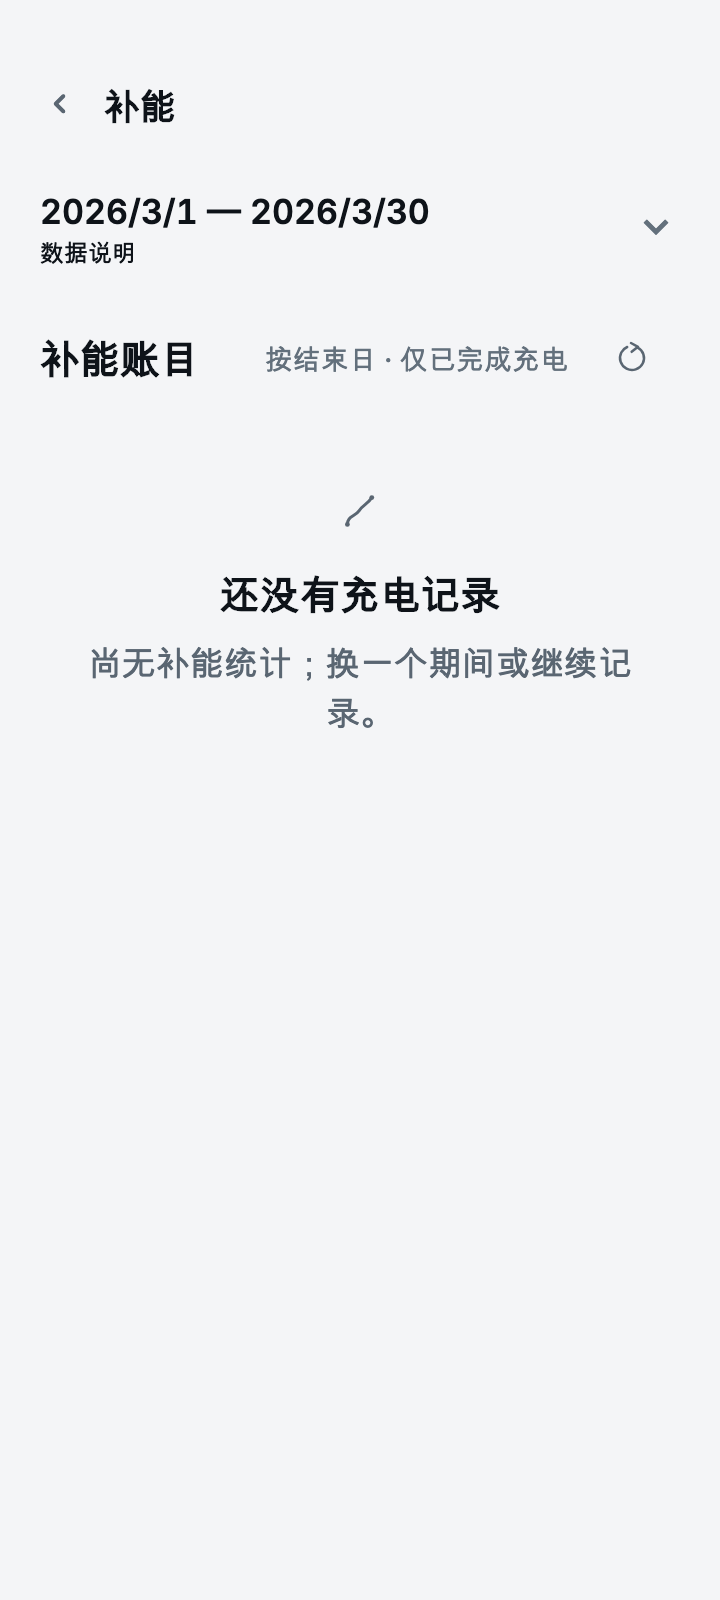 补能
2026/3/1 — 2026/3/30
数据说明
补能账目
按结束日 · 仅已完成充电
还没有充电记录
尚无补能统计；换一个期间或继续记
录。